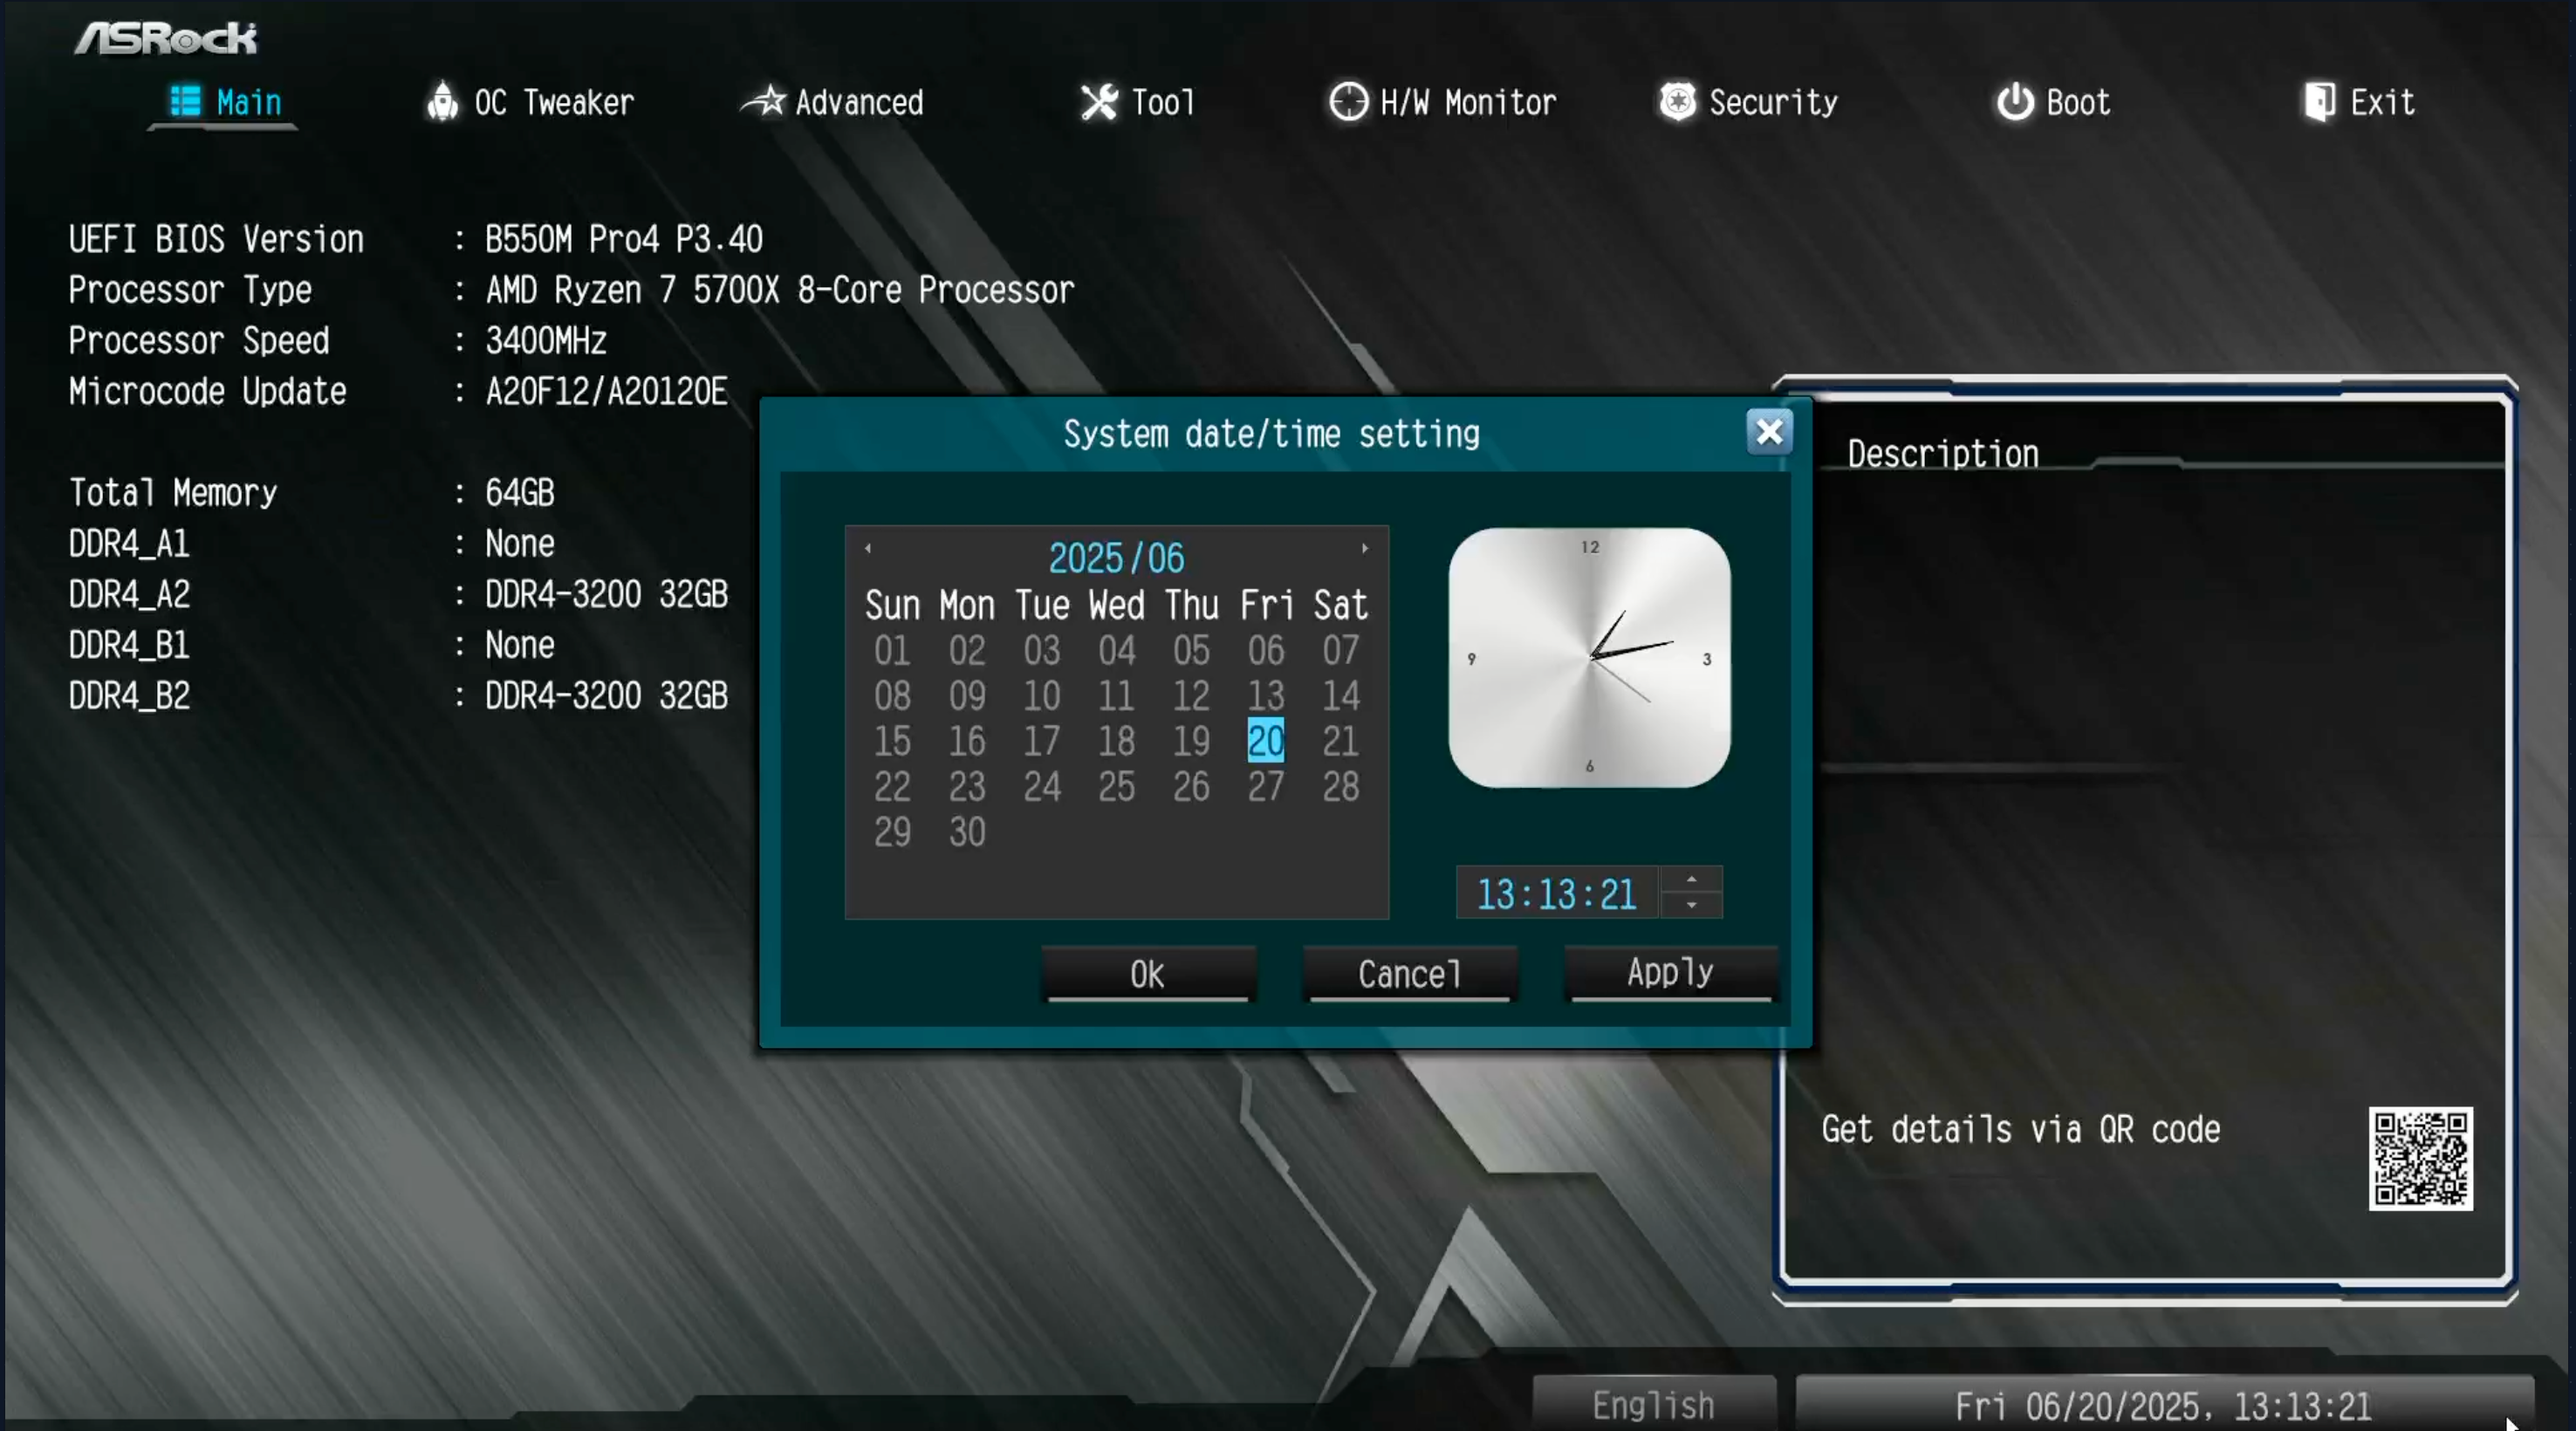 ASRock
Main
OC Tweaker
Advanced
Tool
H/W Monitor
Security
Boot
Exit
UEFI BIOS Version : B550M Pro4 P3.40
Processor Type : AMD Ryzen 7 5700X 8-Core Processor
Processor Speed : 3400MHz
Microcode Update : A20F12/A20120E
Total Memory : 64GB
DDR4_A1 : None
DDR4_A2 : DDR4-3200 32GB
DDR4_B1 : None
DDR4_B2 : DDR4-3200 32GB
System date/time setting
2025/06
Sun Mon Tue Wed Thu Fri Sat
01 02 03 04 05 06 07
08 09 10 11 12 13 14
15 16 17 18 19 20 21
22 23 24 25 26 27 28
29 30
12
9
3
6
13:13:21
Ok
Cancel
Apply
Description
Get details via QR code
English
Fri 06/20/2025, 13:13:21